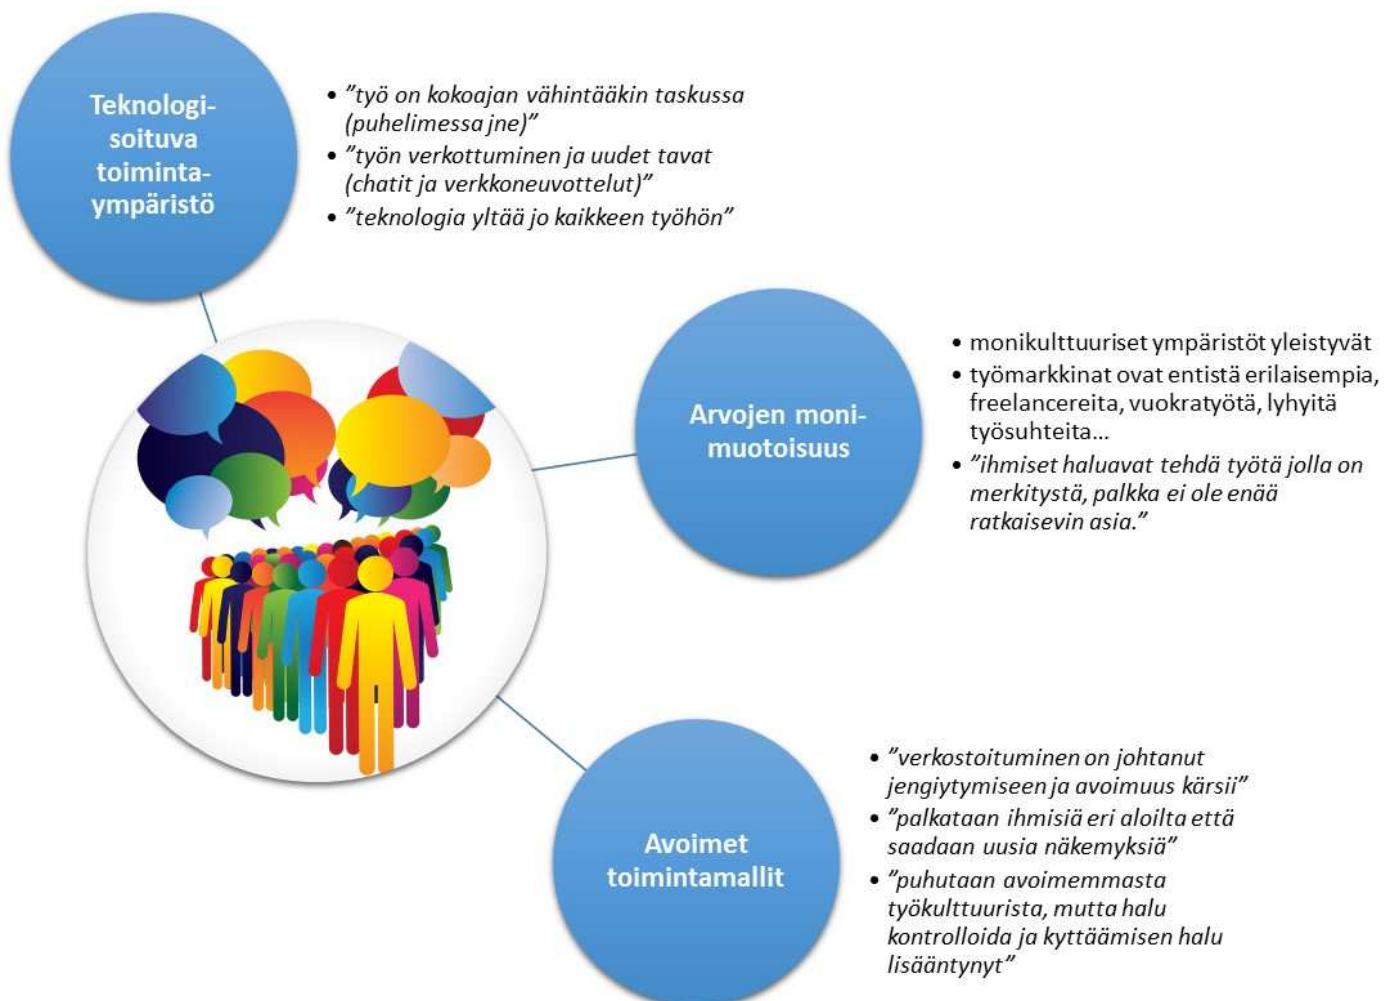 Teknologi-
soituva
toiminta-
ympäristö
• ”työ on kokoajan vähintääkin taskussa
(puhelimessa jne)”
• ”työn verkottuminen ja uudet tavat
(chatit ja verkkoneuvottelut)”
• ”teknologia yltää jo kaikkeen työhön”
Arvojen moni-
muotoisuus
• monikulttuuriset ympäristöt yleistyvät
• työmarkkinat ovat entistä erilaisempia,
freelancereita, vuokratyötä, lyhyitä
työsuhteita...
• ”ihmiset haluavat tehdä työtä jolla on
merkitystä, palkka ei ole enää
ratkaisevin asia.”
Avoimet
toimintamallit
• ”verkostoituminen on johtanut
jengiytymiseen ja avoimuus kärsii”
• ”palkataan ihmisiä eri aloilta että
saadaan uusia näkemyksiä”
• ”puhutaan avoimemmasta
työkulttuurista, mutta halu
kontrolloida ja kyttäämisen halu
lisääntynyt”